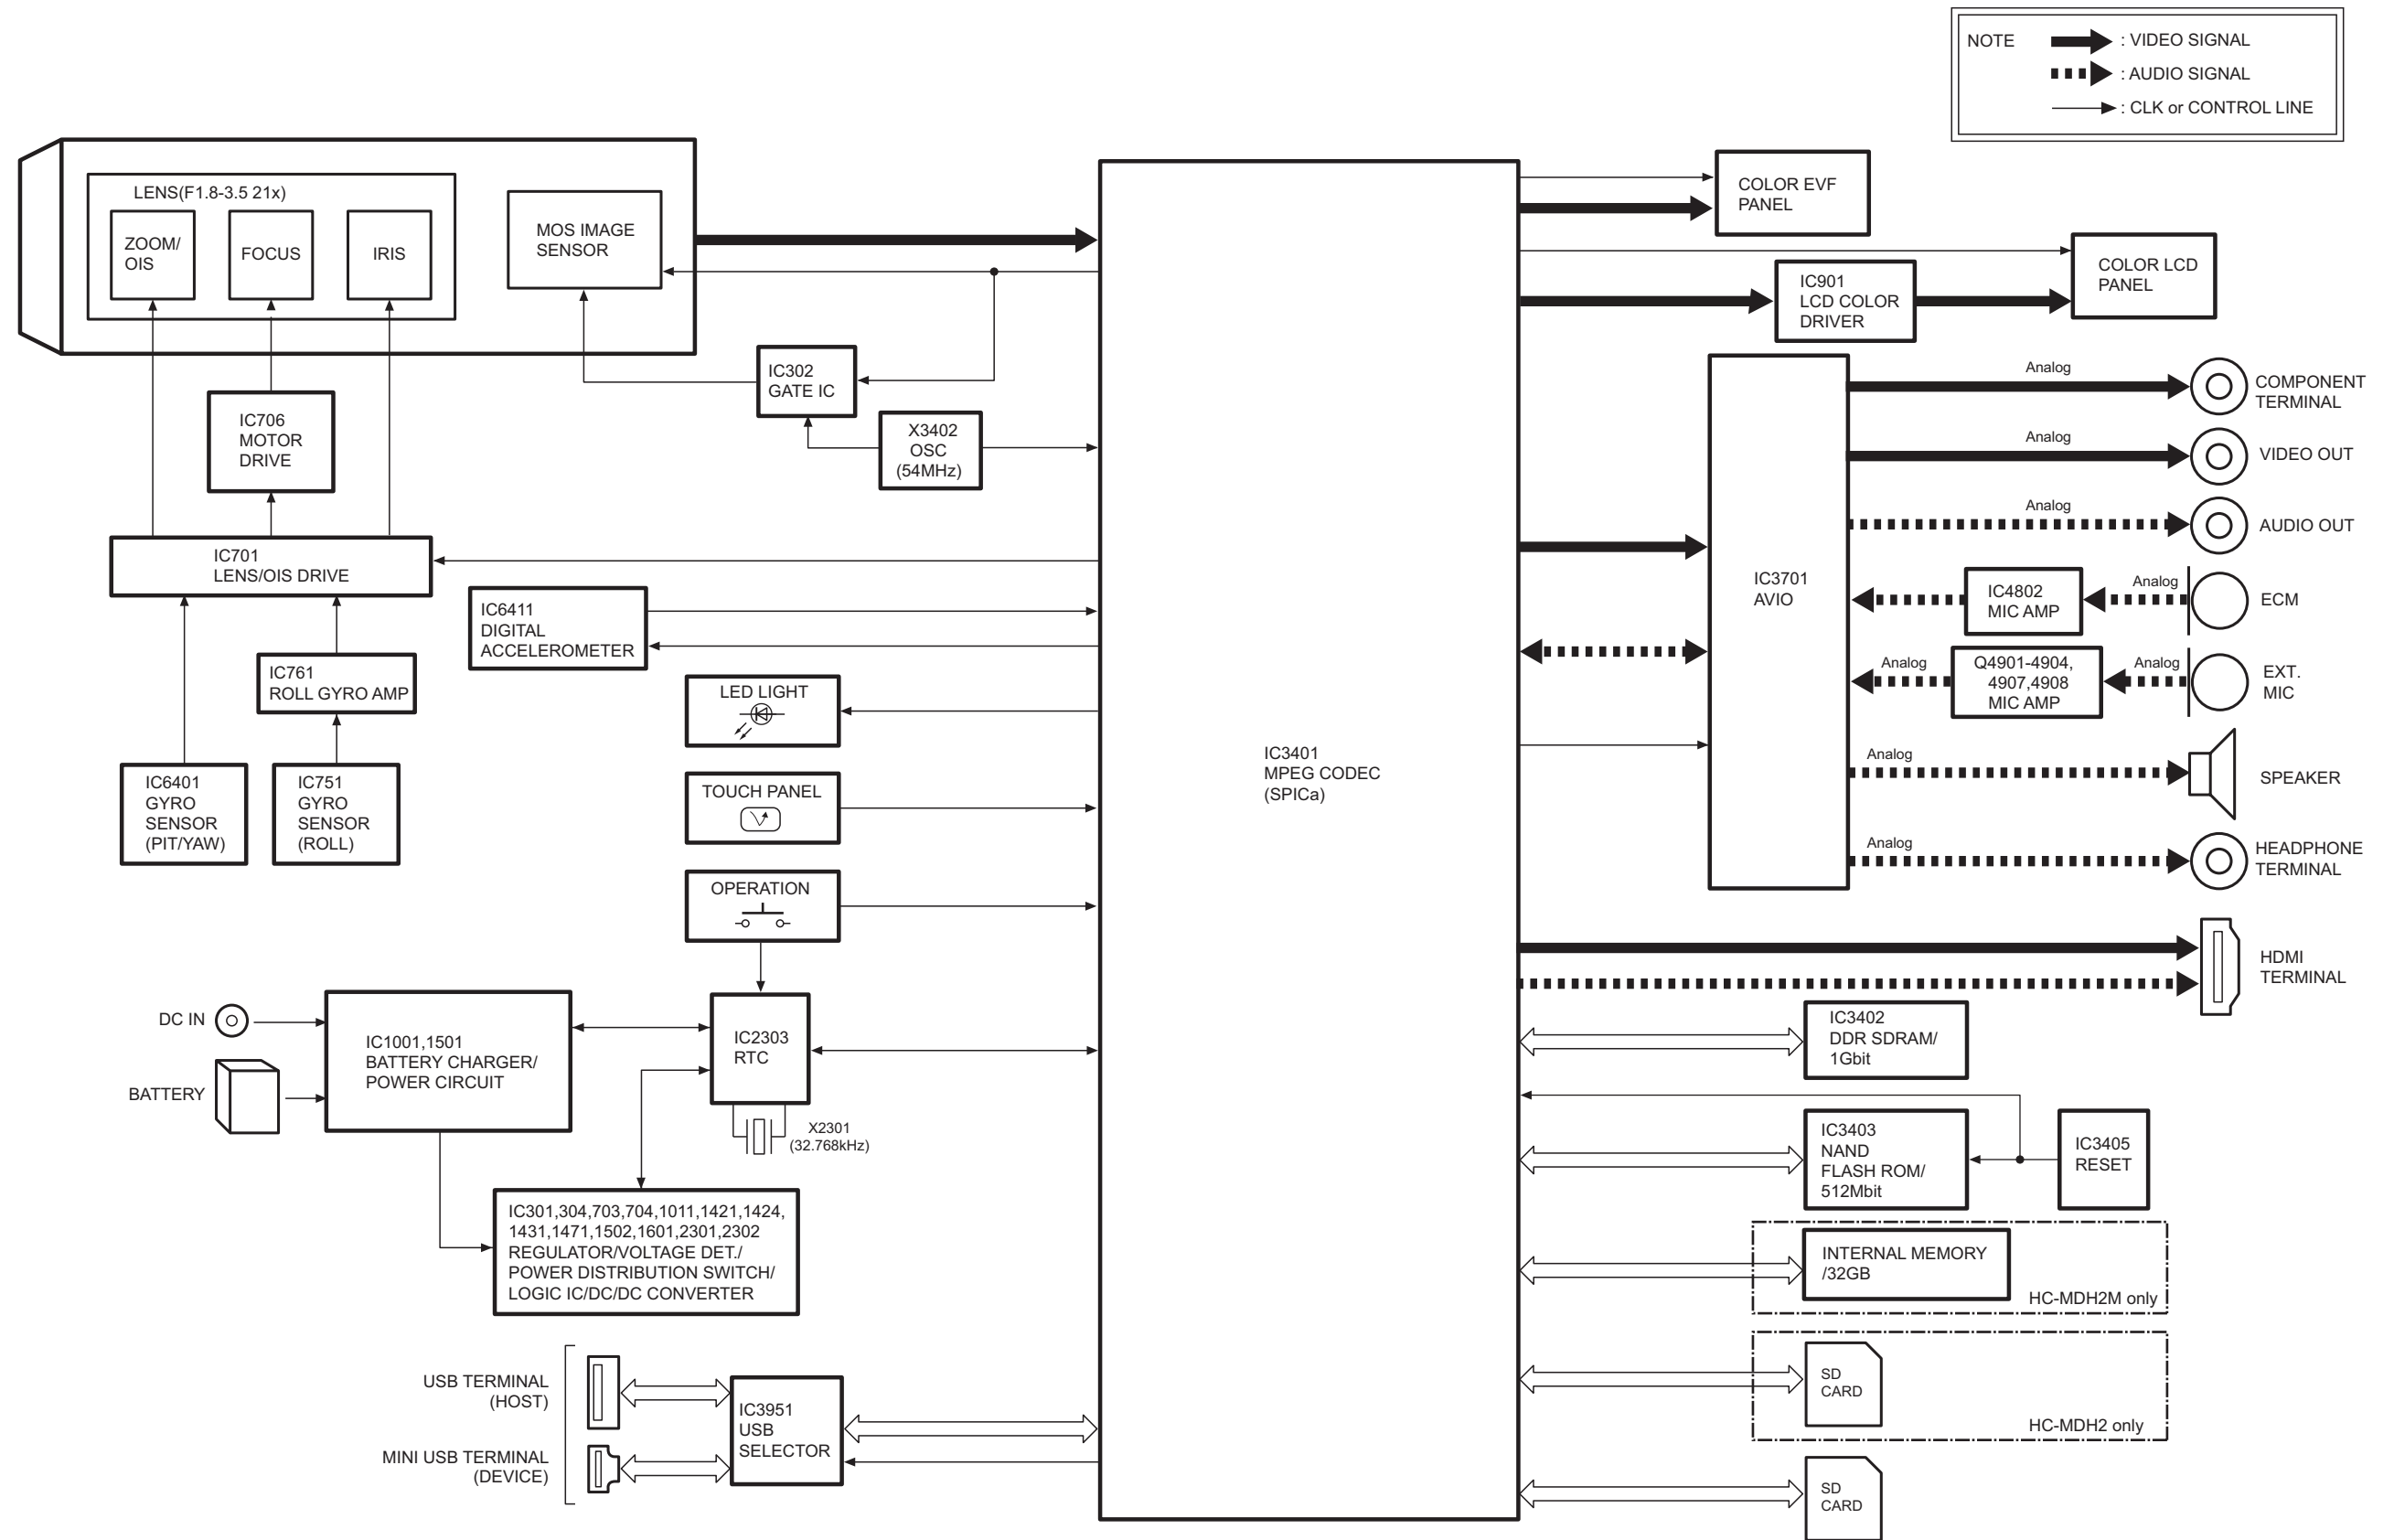 NOTE
: VIDEO SIGNAL
: AUDIO SIGNAL
: CLK or CONTROL LINE
LENS(F1.8-3.5 21x)
ZOOM/
OIS
FOCUS
IRIS
MOS IMAGE
SENSOR
IC302
GATE IC
X3402
OSC
(54MHz)
IC706
MOTOR
DRIVE
IC701
LENS/OIS DRIVE
IC6411
DIGITAL
ACCELEROMETER
IC761
ROLL GYRO AMP
IC6401
GYRO
SENSOR
(PIT/YAW)
IC751
GYRO
SENSOR
(ROLL)
LED LIGHT
TOUCH PANEL
OPERATION
DC IN
BATTERY
IC1001,1501
BATTERY CHARGER/
POWER CIRCUIT
IC2303
RTC
X2301
(32.768kHz)
IC301,304,703,704,1011,1421,1424,
1431,1471,1502,1601,2301,2302
REGULATOR/VOLTAGE DET./
POWER DISTRIBUTION SWITCH/
LOGIC IC/DC/DC CONVERTER
USB TERMINAL
(HOST)
MINI USB TERMINAL
(DEVICE)
IC3951
USB
SELECTOR
IC3401
MPEG CODEC
(SPICa)
COLOR EVF
PANEL
COLOR LCD
PANEL
IC901
LCD COLOR
DRIVER
IC3701
AVIO
Analog
COMPONENT
TERMINAL
Analog
VIDEO OUT
Analog
AUDIO OUT
IC4802
MIC AMP
Analog
ECM
Analog
Q4901-4904,
4907,4908
MIC AMP
Analog
EXT.
MIC
Analog
SPEAKER
Analog
HEADPHONE
TERMINAL
HDMI
TERMINAL
IC3402
DDR SDRAM/
1Gbit
IC3403
NAND
FLASH ROM/
512Mbit
IC3405
RESET
INTERNAL MEMORY
/32GB
HC-MDH2M only
SD
CARD
HC-MDH2 only
SD
CARD